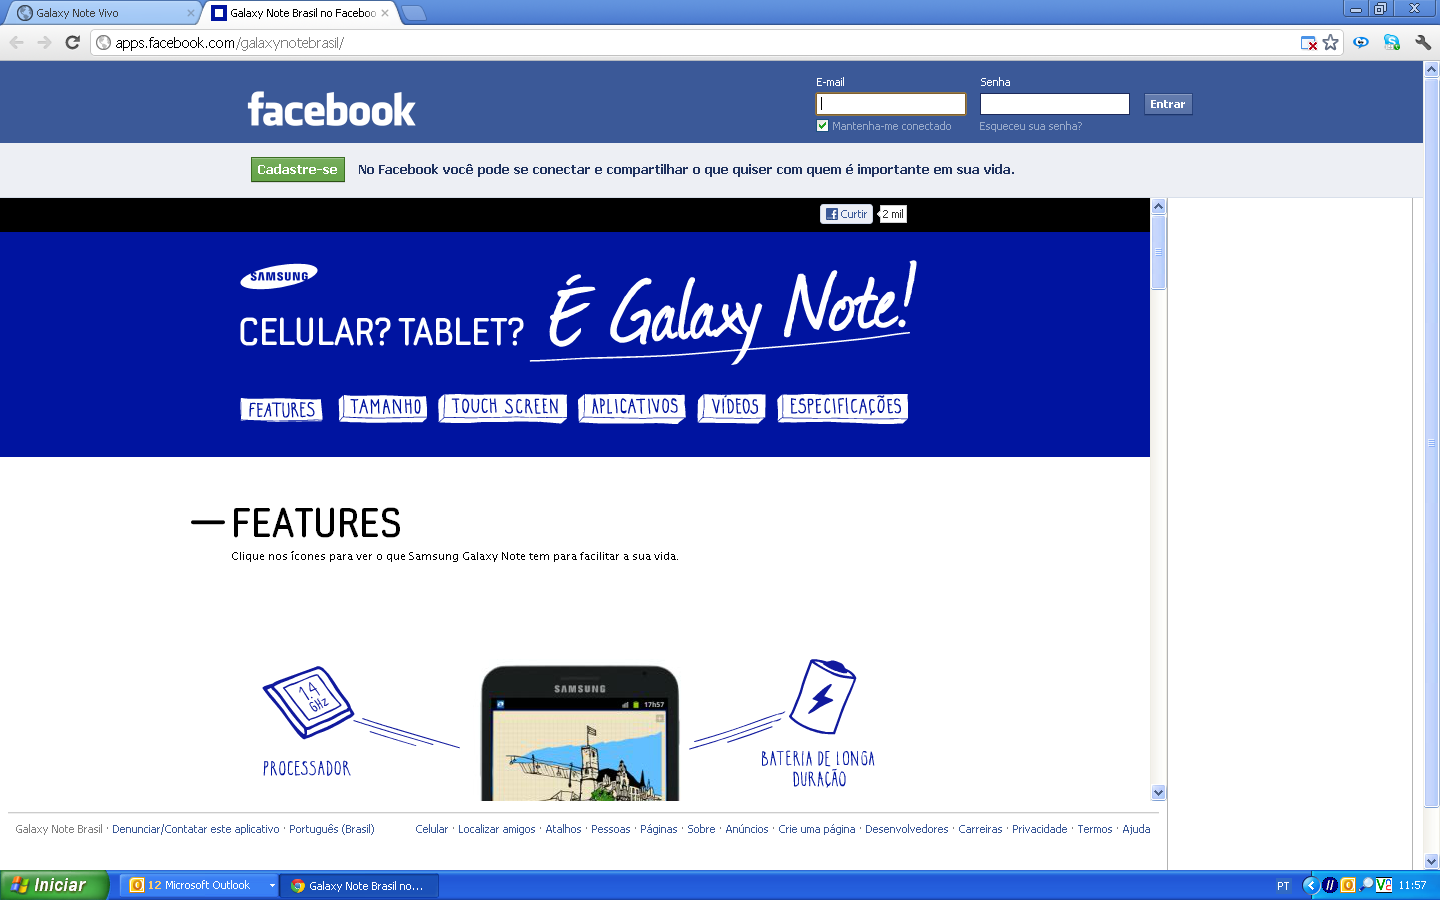 Galaxy Note Vivo
Galaxy Note Brasil no Faceboo
apps.facebook.com/galaxynotebrasil/
E-mail
Senha
facebook
Entrar
Mantenha-me conectado
Esqueceu sua senha?
Cadastre-se
No Facebook você pode se conectar e compartilhar o que quiser com quem é importante em sua vida.
Curtir
2 mil
SAMSUNG
CELULAR? TABLET? É Galaxy Note!
FEATURES
TAMANHO
TOUCH SCREEN
APLICATIVOS
VÍDEOS
ESPECIFICAÇÕES
FEATURES
Clique nos ícones para ver o que Samsung Galaxy Note tem para facilitar a sua vida.
1.4
GHz
PROCESSADOR
SAMSUNG
17h57
BATERIA DE LONGA
DURAÇÃO
Galaxy Note Brasil · Denunciar/Contatar este aplicativo · Português (Brasil)
Celular · Localizar amigos · Atalhos · Pessoas · Páginas · Sobre · Anúncios · Crie uma página · Desenvolvedores · Carreiras · Privacidade · Termos · Ajuda
Iniciar
12 Microsoft Outlook
Galaxy Note Brasil no...
PT
11:57